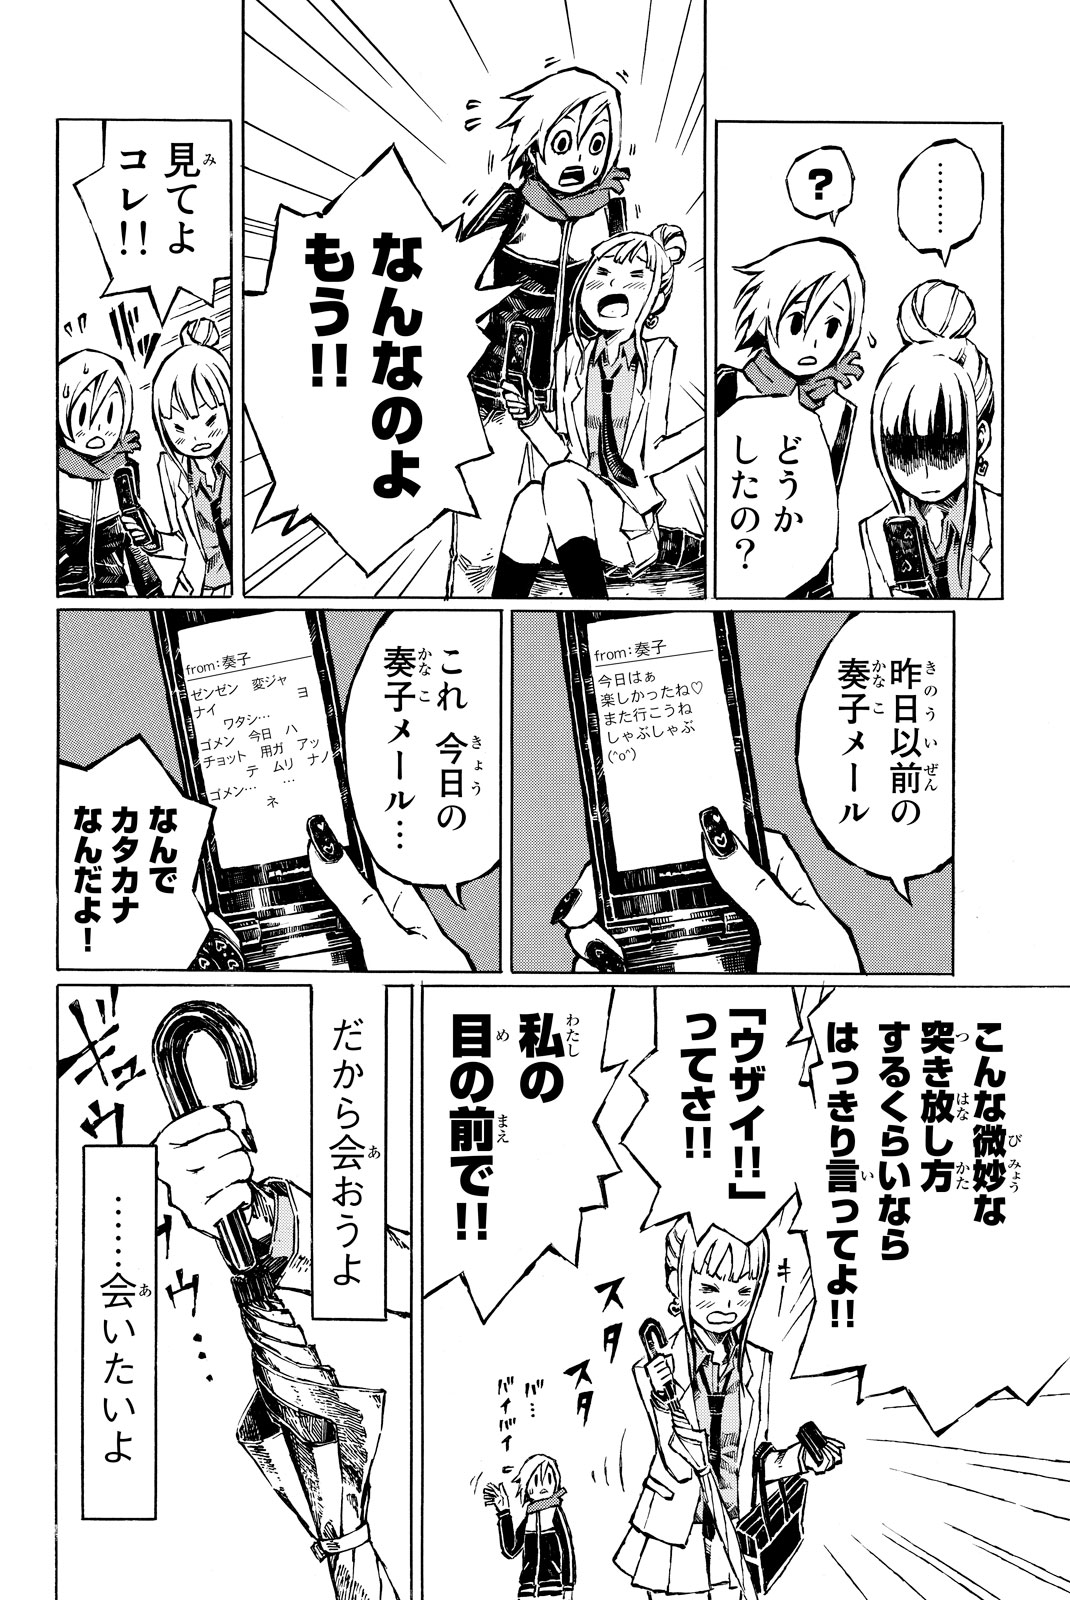 ………
?
どうか
したの?
なんなのよ
もう!!
見てよ
コレ!!
昨日以前の
奏子メール
from:奏子
今日はぁ
楽しかったね♡
また行こうね
しゃぶしゃぶ
(^o^)
これ 今日の
奏子メール…
from:奏子
ゼンゼン 変ジャ
ナイ ヨ
ワタシ…
ゴメン 今日 ハ
チョット 用ガ アッ
テ ムリ ナノ
ゴメン… …
ネ
なんで
カタカナ
なんだよ!
こんな微妙な
突き放し方
するくらいなら
はっきり言ってよ!!
「ウザイ!!」
ってさ!!
私の
目の前で!!
キ
スタ
スタ
バイ…
バイバイ
だから会おうよ
ギュウウ…
……会いたいよ